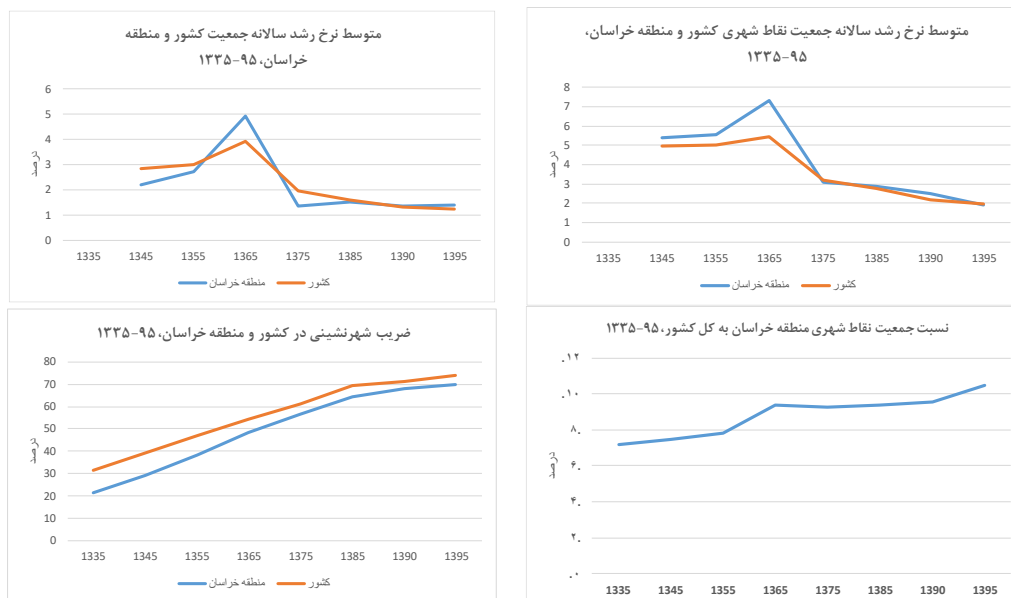 متوسط نرخ رشد سالانه جمعیت کشور و منطقه
خراسان، ۹۵-۱۳۳۵
6
5
4
3
2
1
0
درصد
1335 1345 1355 1365 1375 1385 1390 1395
منطقه خراسان کشور
متوسط نرخ رشد سالانه جمعیت نقاط شهری کشور و منطقه خراسان،
۹۵-۱۳۳۵
8
7
6
5
4
3
2
1
0
درصد
1335 1345 1355 1365 1375 1385 1390 1395
منطقه خراسان کشور
ضریب شهرنشینی در کشور و منطقه خراسان، ۹۵-۱۳۳۵
80
70
60
50
40
30
20
10
0
درصد
1335 1345 1355 1365 1375 1385 1390 1395
منطقه خراسان کشور
نسبت جمعیت نقاط شهری منطقه خراسان به کل کشور، ۹۵-۱۳۳۵
.۱۲
.۱۰
۸.
۶.
۴.
۲.
.۰
درصد
1335 1345 1355 1365 1375 1385 1390 1395